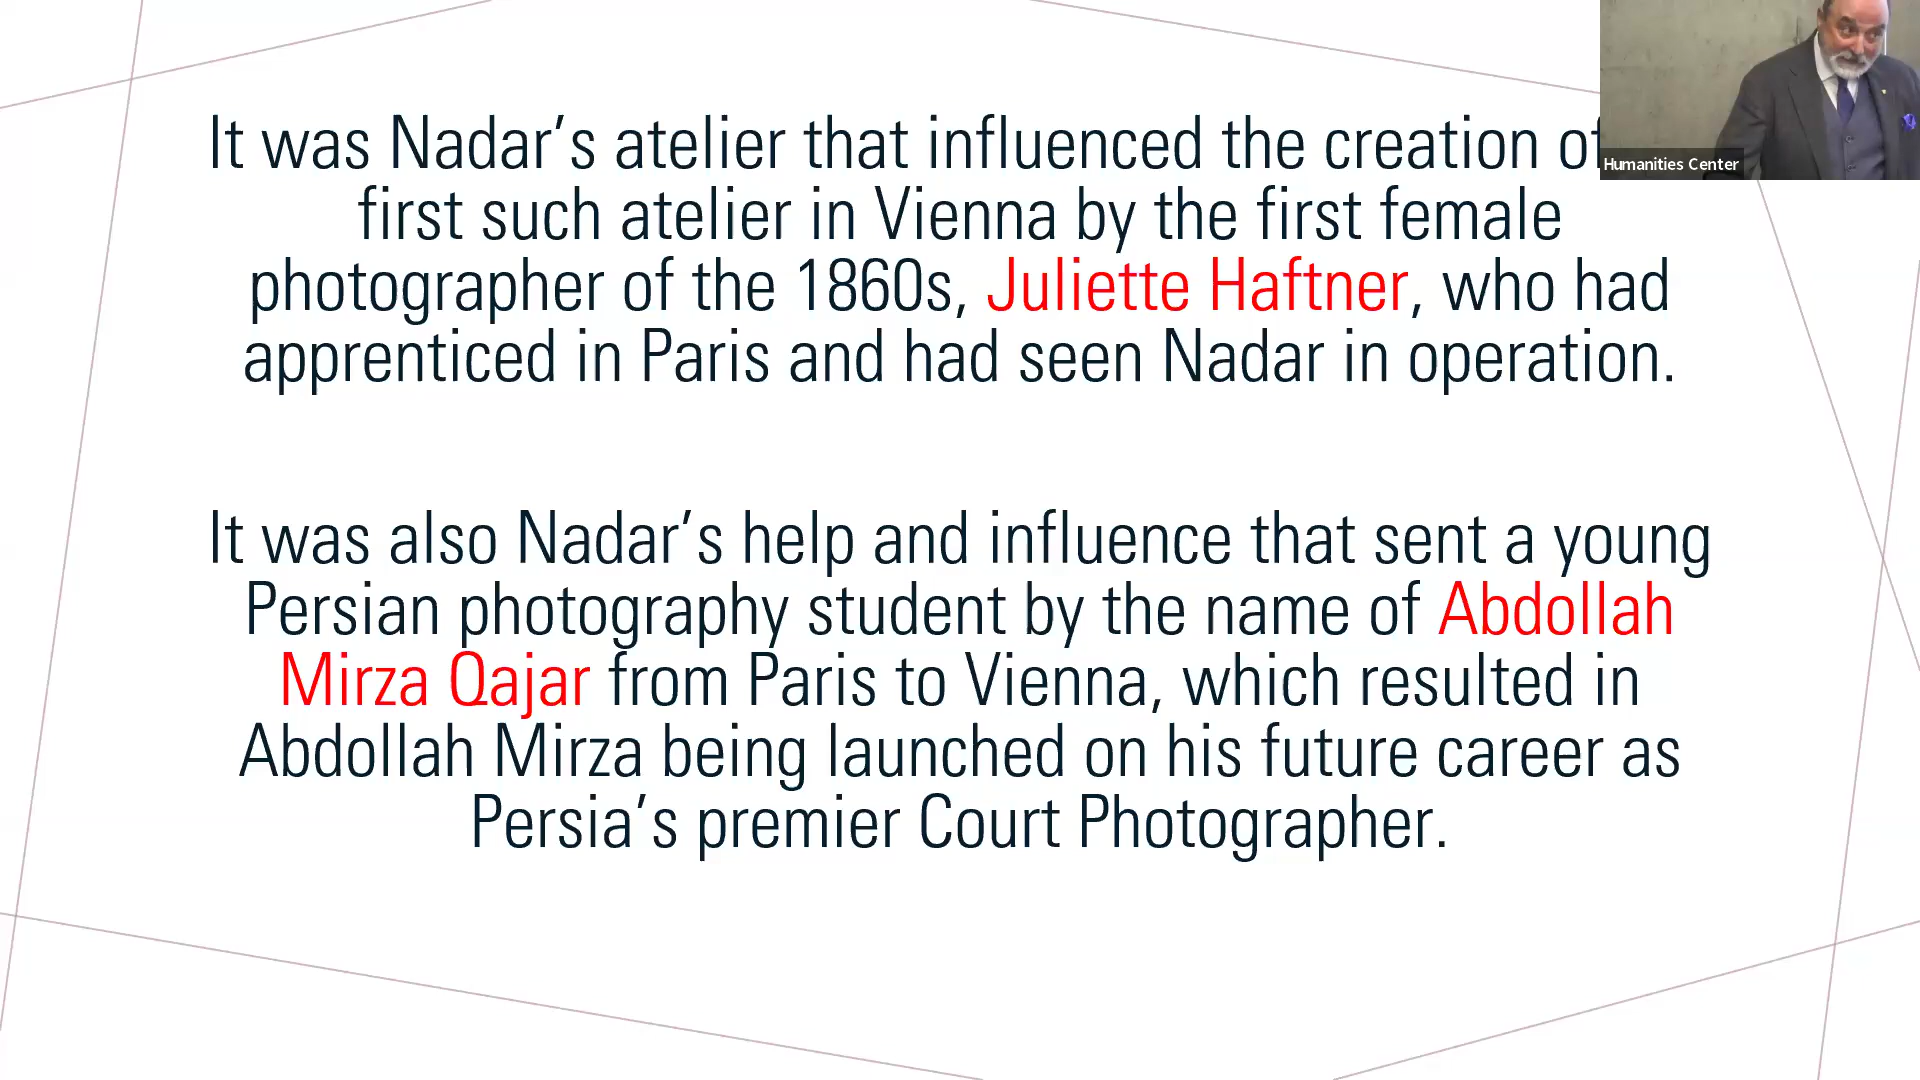 It was Nadar’s atelier that influenced the creation of
first such atelier in Vienna by the first female
photographer of the 1860s, Juliette Haftner, who had
apprenticed in Paris and had seen Nadar in operation.
It was also Nadar’s help and influence that sent a young
Persian photography student by the name of Abdollah
Mirza Qajar from Paris to Vienna, which resulted in
Abdollah Mirza being launched on his future career as
Persia’s premier Court Photographer.
Humanities Center